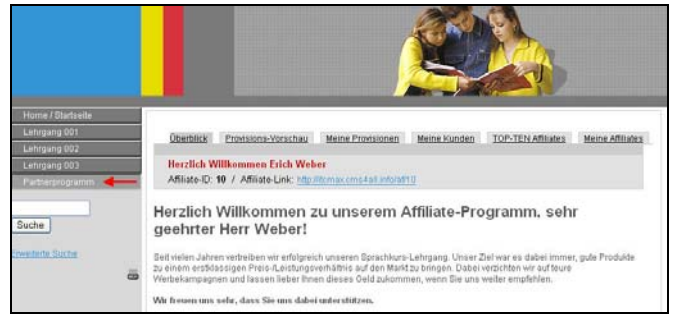 Home / Startseite
Lehrgang 001
Lehrgang 002
Lehrgang 003
Partnerprogramm
Suche
Erweiterte Suche
Überblick Provisions-Vorschau Meine Provisionen Meine Kunden TOP-TEN Affiliates Meine Affiliates
Herzlich Willkommen Erich Weber
Affiliate-ID: 10 / Affiliate-Link: http://itcmax.cms4all.info/aff10
Herzlich Willkommen zu unserem Affiliate-Programm, sehr
geehrter Herr Weber!
Seit vielen Jahren vertreiben wir erfolgreich unseren Sprachkurs-Lehrgang. Unser Ziel war es dabei immer, gute Produkte
zu einem erstklassigen Preis-/Leistungsverhältnis auf den Markt zu bringen. Dabei verzichten wir auf teure
Werbekampagnen und lassen lieber Ihnen dieses Geld zukommen, wenn Sie uns weiter empfehlen.
Wir freuen uns sehr, dass Sie uns dabei unterstützen.